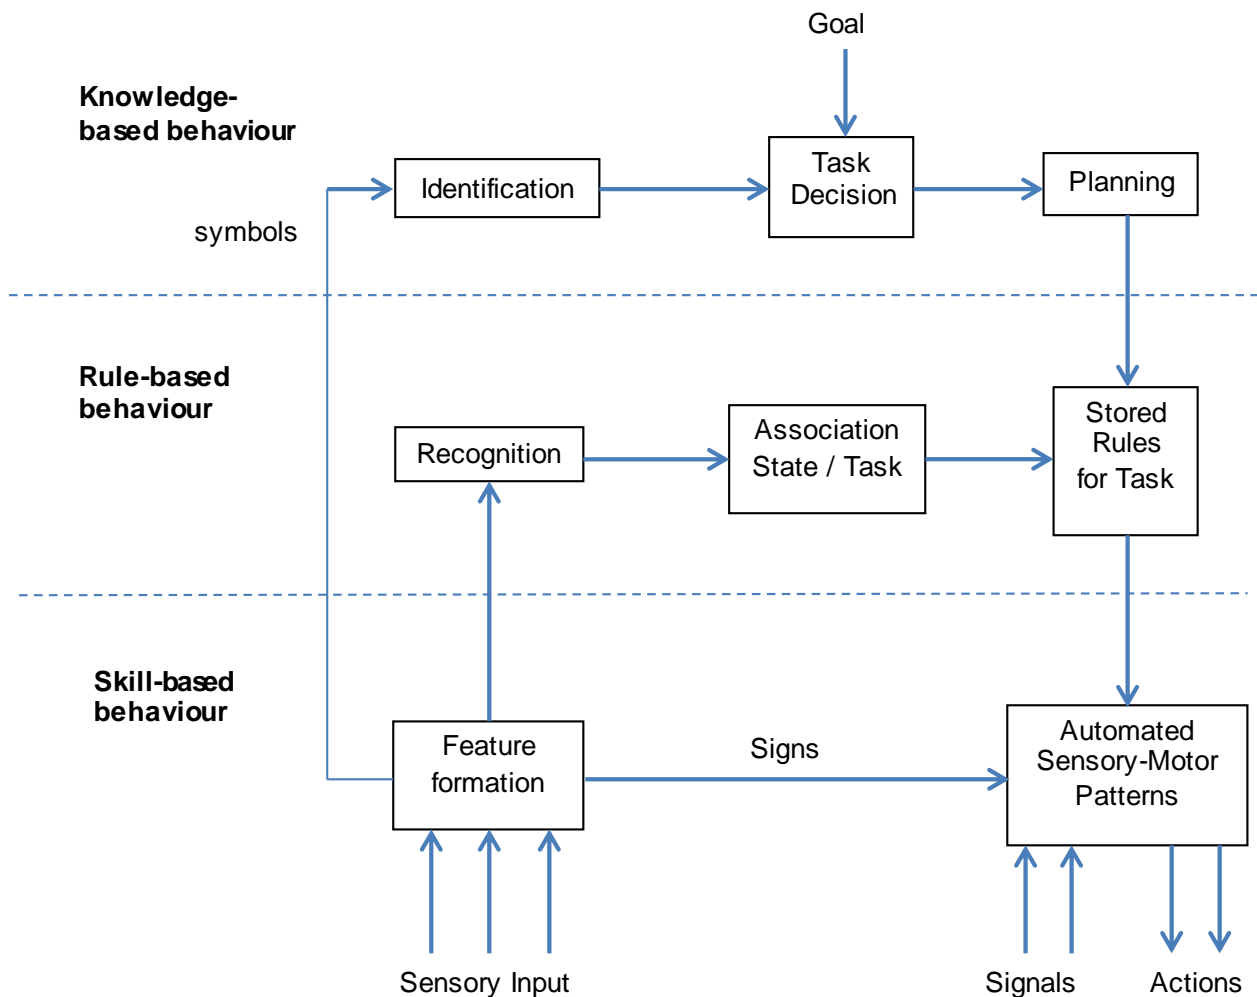 Goal
Knowledge-
based behaviour
Task
Decision
Identification
Planning
symbols
Rule-based
behaviour
Recognition
Association
State / Task
Stored
Rules
for Task
Skill-based
behaviour
Feature
formation
Signs
Automated
Sensory-Motor
Patterns
Sensory Input
Signals
Actions